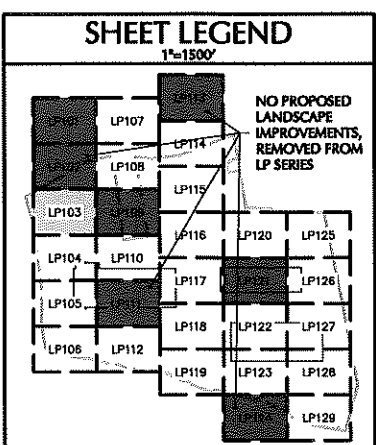 SHEET LEGEND
1"=1500'
NO PROPOSED
LANDSCAPE
IMPROVEMENTS,
REMOVED FROM
LP SERIES
LP107
LP114
LP108
LP115
LP103
LP116
LP120
LP125
LP104
LP110
LP117
LP126
LP105
LP118
LP122
LP127
LP106
LP112
LP119
LP123
LP128
LP129